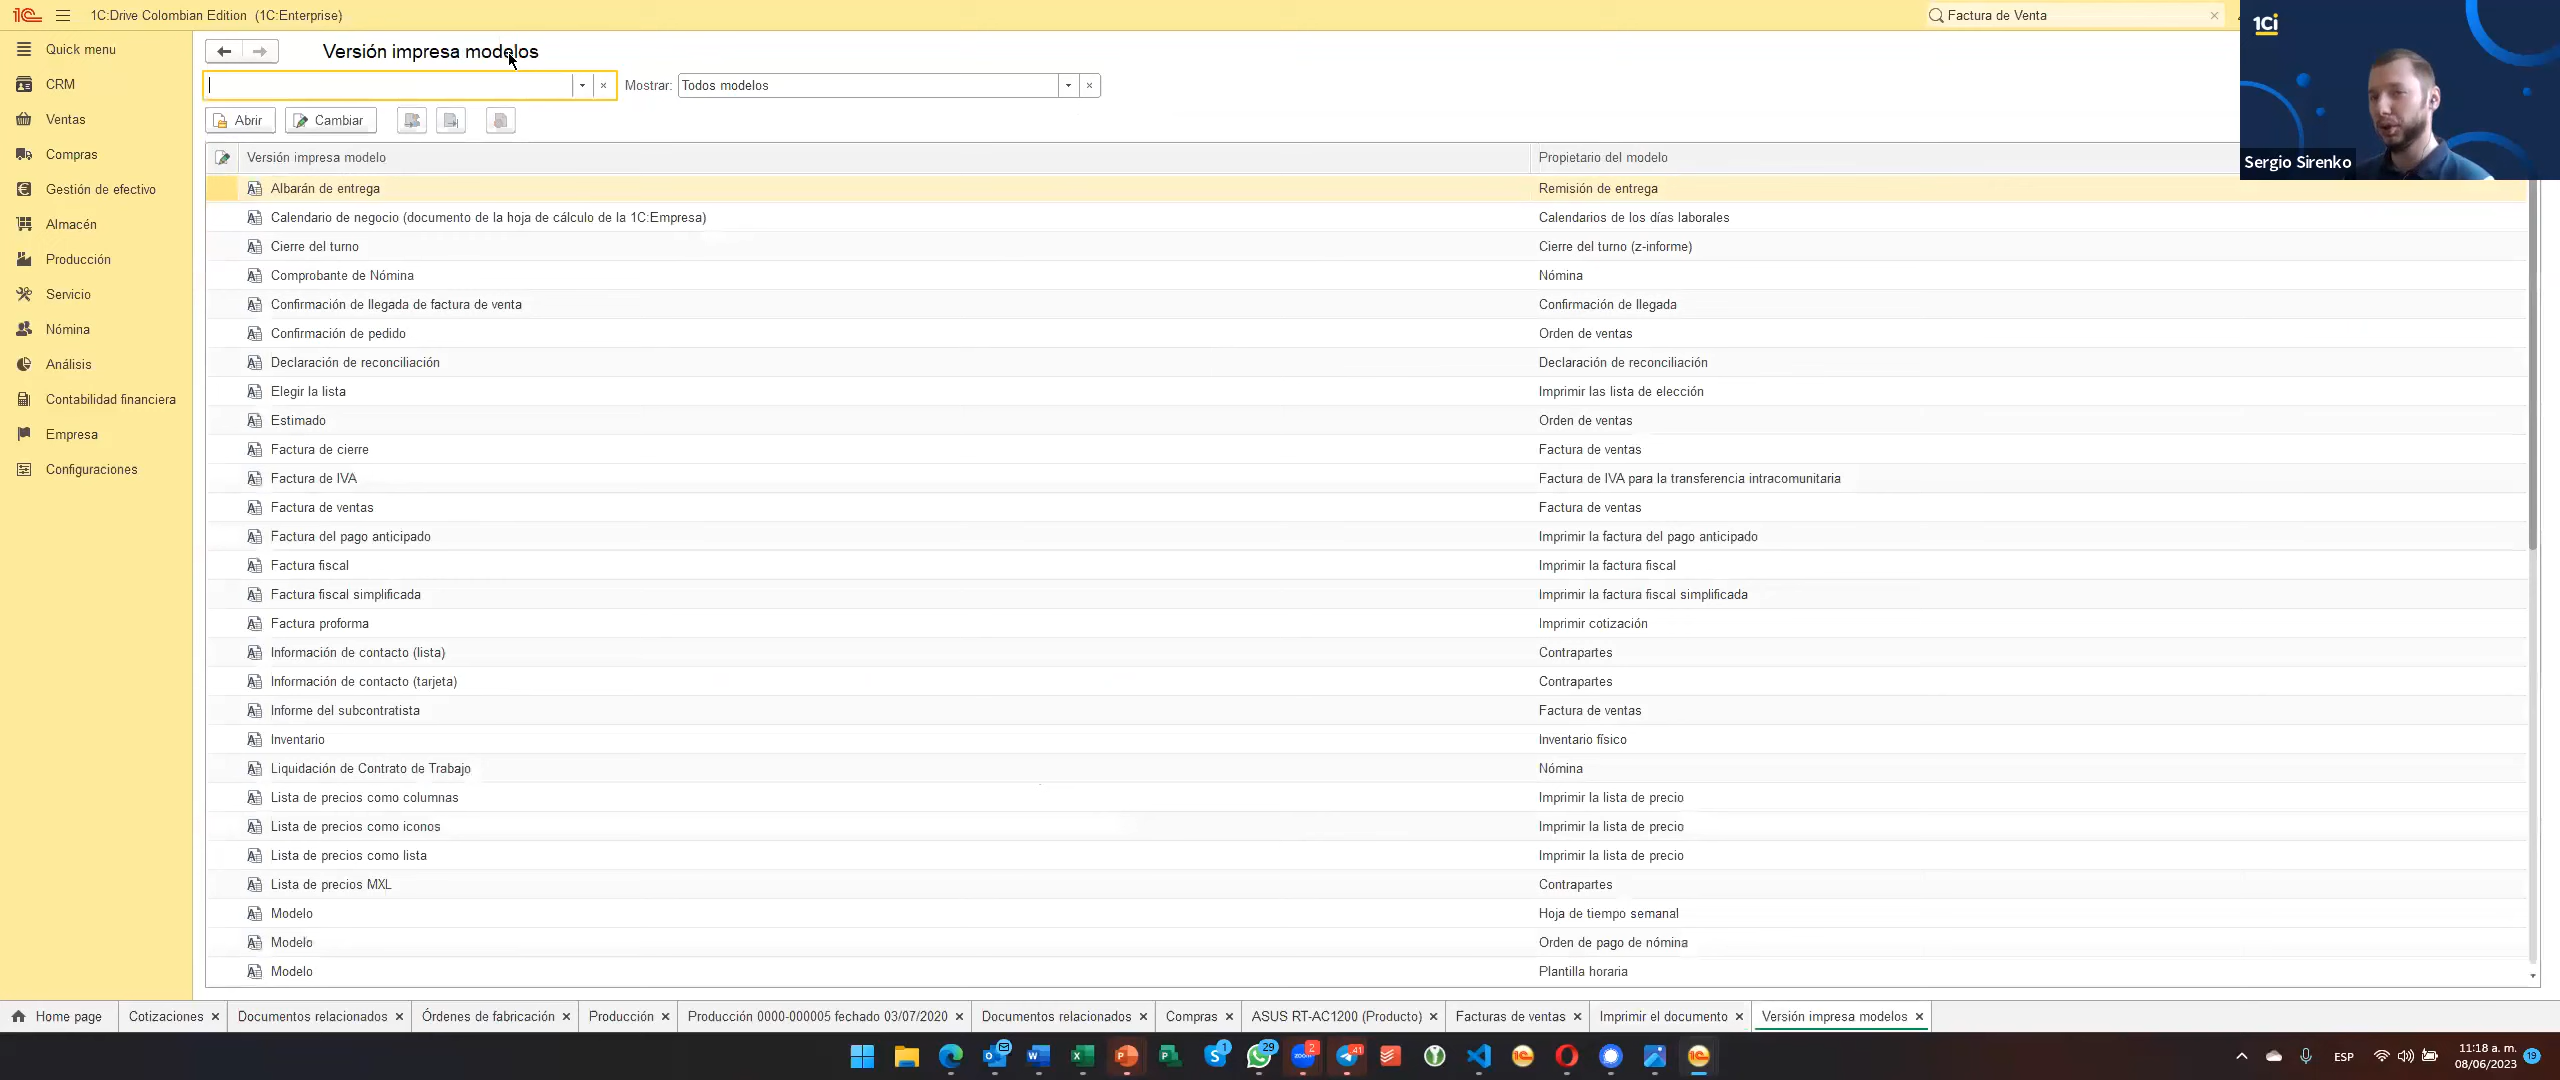 1C:Drive Colombian Edition (1C:Enterprise)
Factura de Venta
1Ci
Sergio Sirenko
Quick menu
CRM
Ventas
Compras
Gestión de efectivo
Almacén
Producción
Servicio
Nómina
Análisis
Contabilidad financiera
Empresa
Configuraciones
Versión impresa modelos
Mostrar: Todos modelos
Abrir Cambiar
Versión impresa modelo Propietario del modelo
Albarán de entrega Remisión de entrega
Calendario de negocio (documento de la hoja de cálculo de la 1C:Empresa) Calendarios de los días laborales
Cierre del turno Cierre del turno (z-informe)
Comprobante de Nómina Nómina
Confirmación de llegada de factura de venta Confirmación de llegada
Confirmación de pedido Orden de ventas
Declaración de reconciliación Declaración de reconciliación
Elegir la lista Imprimir las lista de elección
Estimado Orden de ventas
Factura de cierre Factura de ventas
Factura de IVA Factura de IVA para la transferencia intracomunitaria
Factura de ventas Factura de ventas
Factura del pago anticipado Imprimir la factura del pago anticipado
Factura fiscal Imprimir la factura fiscal
Factura fiscal simplificada Imprimir la factura fiscal simplificada
Factura proforma Imprimir cotización
Información de contacto (lista) Contrapartes
Información de contacto (tarjeta) Contrapartes
Informe del subcontratista Factura de ventas
Inventario Inventario físico
Liquidación de Contrato de Trabajo Nómina
Lista de precios como columnas Imprimir la lista de precio
Lista de precios como iconos Imprimir la lista de precio
Lista de precios como lista Imprimir la lista de precio
Lista de precios MXL Contrapartes
Modelo Hoja de tiempo semanal
Modelo Orden de pago de nómina
Modelo Plantilla horaria
Home page Cotizaciones Documentos relacionados Órdenes de fabricación Producción Producción 0000-000005 fechado 03/07/2020 Documentos relacionados Compras ASUS RT-AC1200 (Producto) Facturas de ventas Imprimir el documento Versión impresa modelos
1 29 2 41
ESP
11:18 a. m.
08/06/2023
19